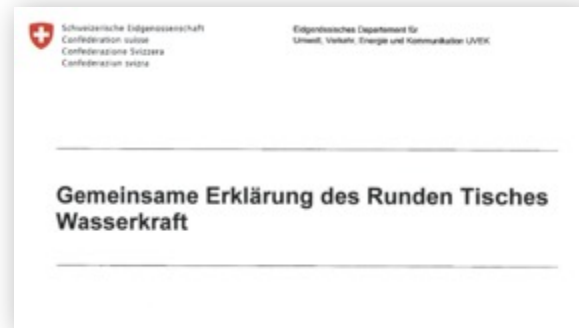 Schweizerische Eidgenossenschaft
Confédération suisse
Confederazione Svizzera
Confederaziun svizra
Eidgenössisches Departement für
Umwelt, Verkehr, Energie und Kommunikation UVEK
Gemeinsame Erklärung des Runden Tisches
Wasserkraft